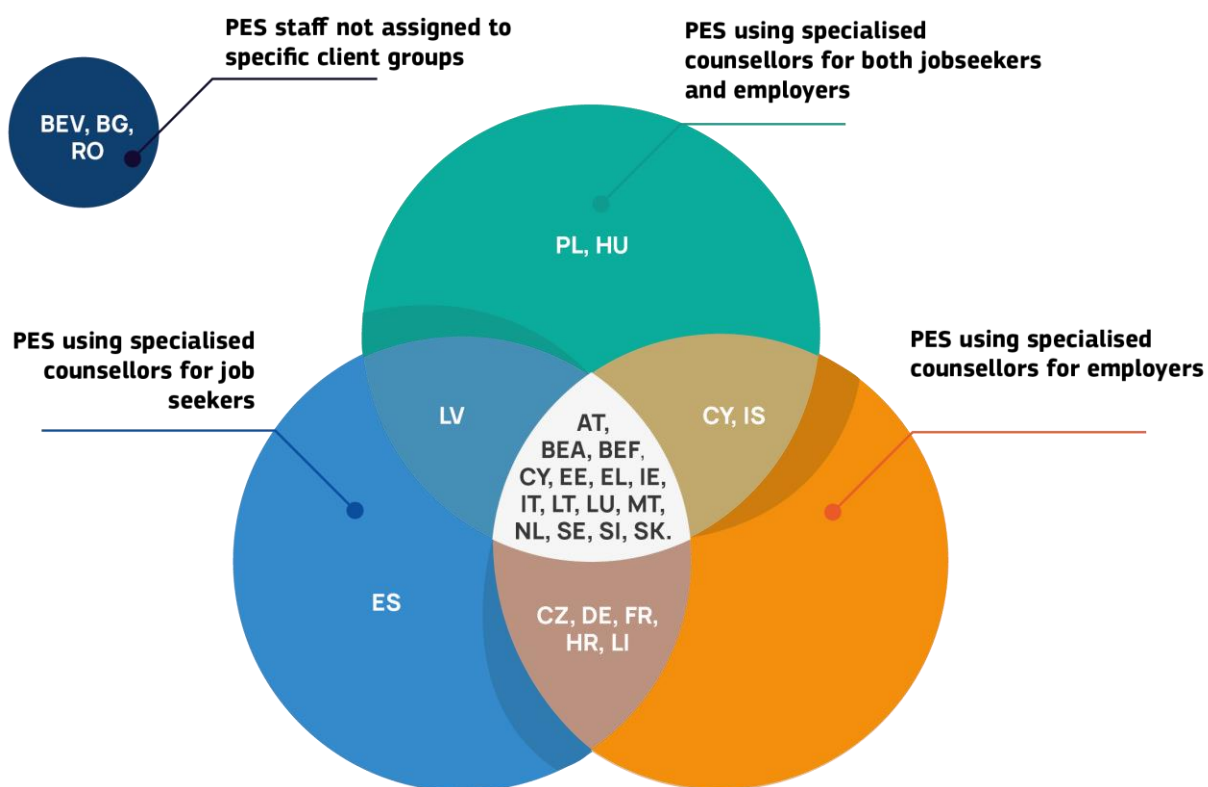 PES staff not assigned to
specific client groups
PES using specialised
counsellors for both jobseekers
and employers
BEV, BG,
RO
PL, HU
PES using specialised
counsellors for job
seekers
PES using specialised
counsellors for employers
LV
AT,
BEA, BEF,
CY, EE, EL, IE,
IT, LT, LU, MT,
NL, SE, SI, SK.
CY, IS
ES
CZ, DE, FR,
HR, LI